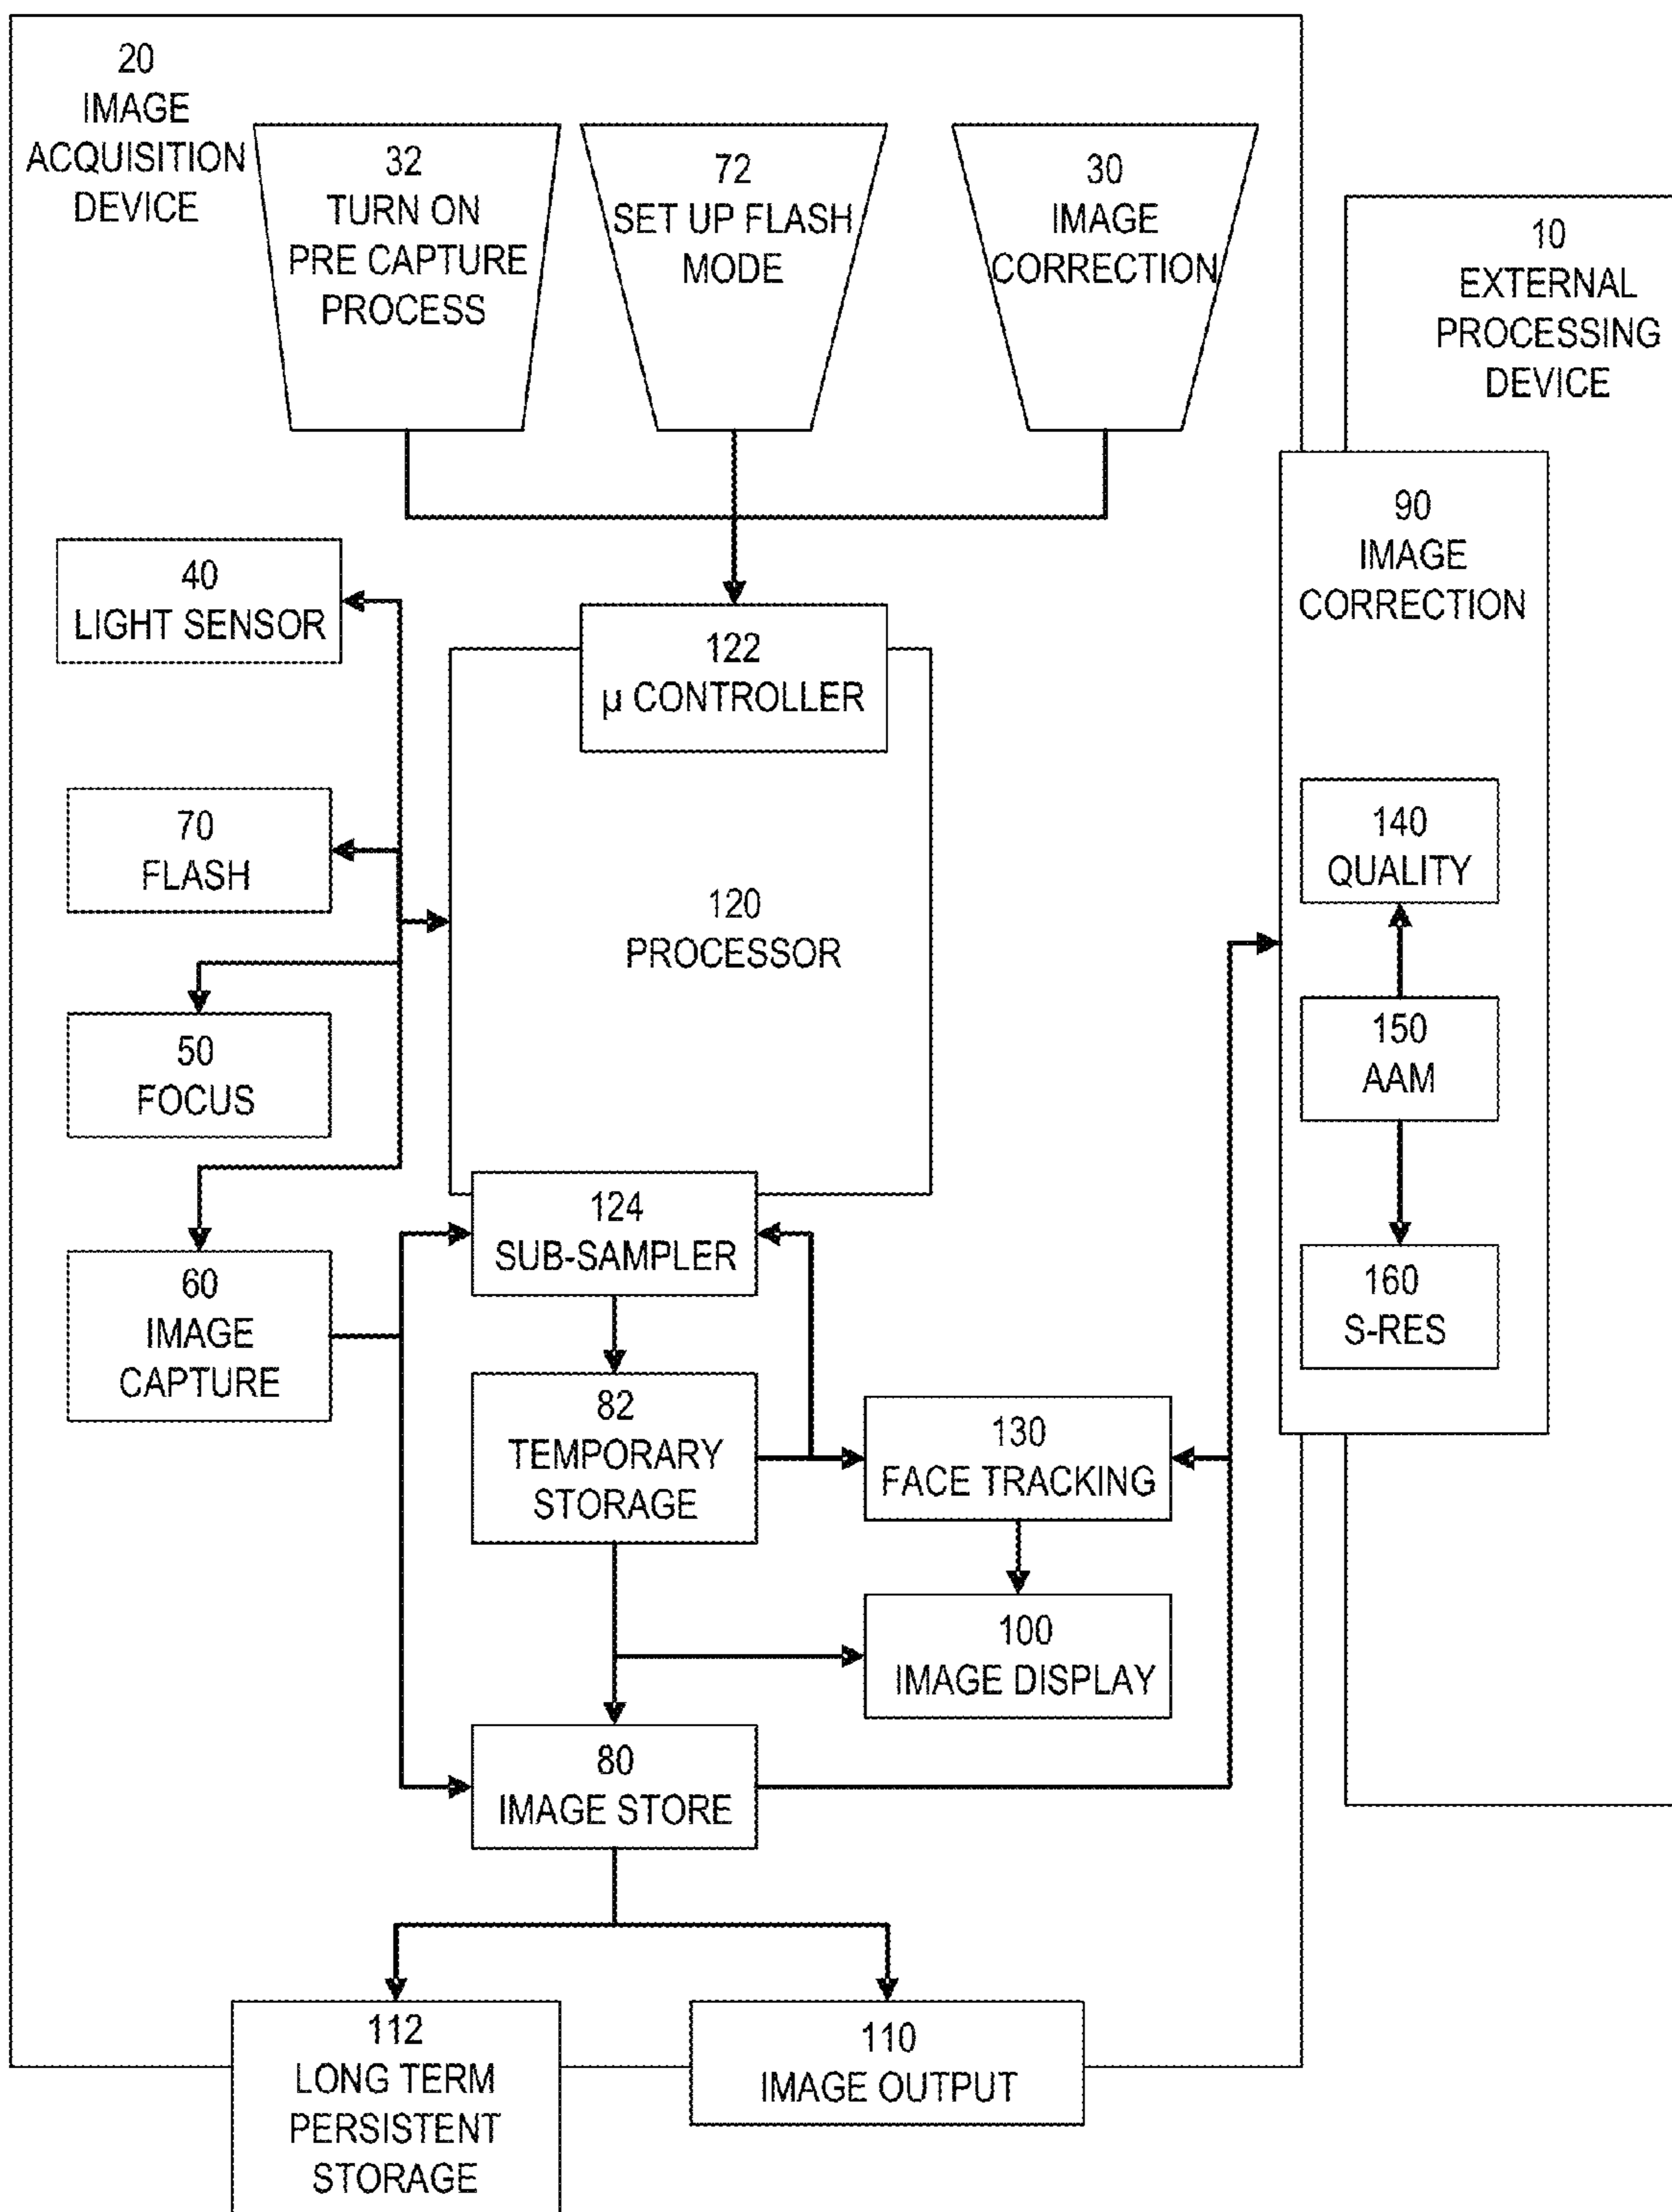 20
IMAGE
ACQUISITION
DEVICE
32
TURN ON
PRE CAPTURE
PROCESS
72
SET UP FLASH
MODE
30
IMAGE
CORRECTION
10
EXTERNAL
PROCESSING
DEVICE
90
IMAGE
CORRECTION
40
LIGHT SENSOR
122
µ CONTROLLER
70
FLASH
120
PROCESSOR
140
QUALITY
50
FOCUS
150
AAM
124
SUB-SAMPLER
60
IMAGE
CAPTURE
160
S-RES
82
TEMPORARY
STORAGE
130
FACE TRACKING
100
IMAGE DISPLAY
80
IMAGE STORE
112
LONG TERM
PERSISTENT
STORAGE
110
IMAGE OUTPUT